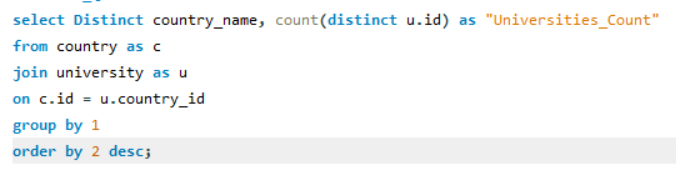 select Distinct country_name, count(distinct u.id) as "Universities_Count"
from country as c
join university as u
on c.id = u.country_id
group by 1
order by 2 desc;